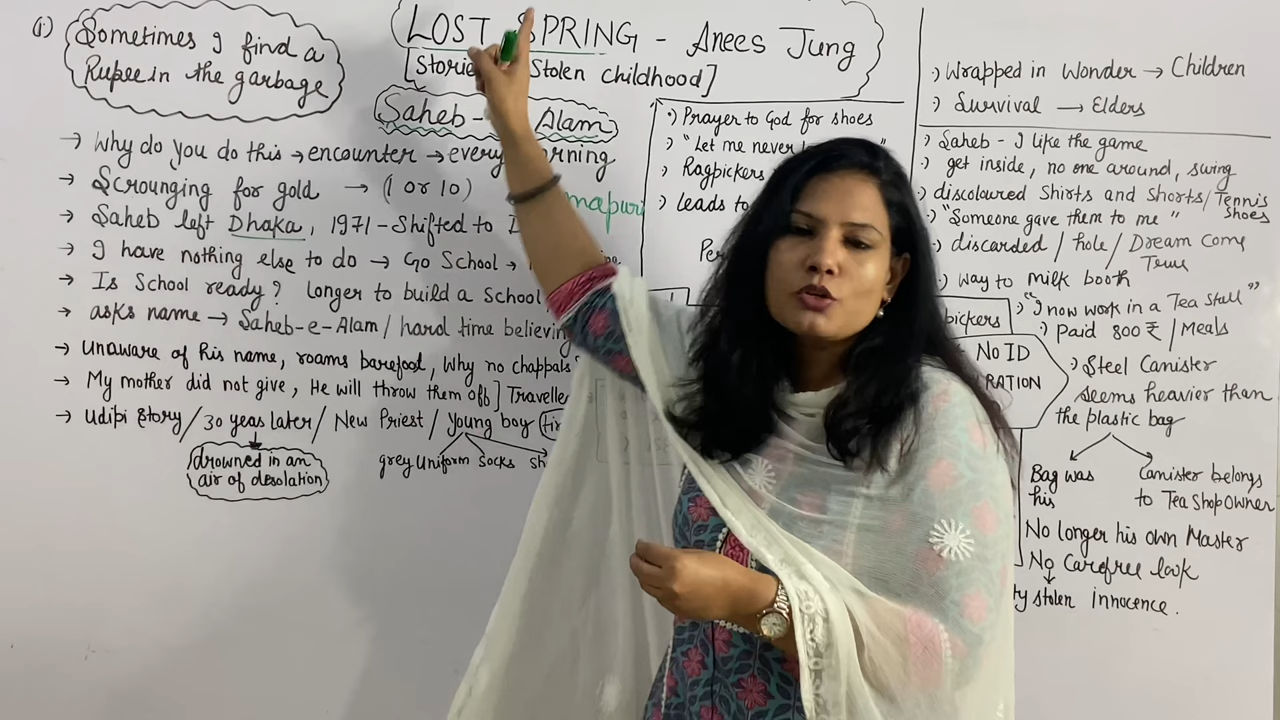 (i) Sometimes I find a
Rupee in the garbage
LOST SPRING - Anees Jung
[Stories Stolen childhood]
Saheb- Alam
→ Why do you do this → encounter → every morning
→ Scrounging for gold → (1 or 10)
→ Saheb left Dhaka, 1971 - Shifted to
→ I have nothing else to do → Go School →
→ Is School ready? Longer to build a School
→ asks name → Saheb-e-Alam / hard time believing
→ Unaware of his name, roams barefoot, Why no chappals
→ My mother did not give, He will throw them off]
→ Udipi Story / 30 years later / New Priest / Young boy
drowned in an
air of desolation
grey Uniform Socks
·) Prayer to God for shoes
·) "Let me never
·) Ragpickers
·) Leads to
·) Wrapped in Wonder → Children
·) Survival → Elders
·) Saheb - I like the game
·) get inside, no one around, swing
·) discoloured Shirts and Shorts / Tennis
Shoes
·) "Someone gave them to me"
·) discarded / hole / Dream Come
True
·) way to milk booth
·) "I now work in a Tea Stall"
·) Paid 800 ₹ / Meals
NO ID
·) Steel Canister
seems heavier than
the plastic bag
Bag was
his
Canister belongs
to Tea Shop Owner
No longer his own Master
No Carefree look
stolen innocence.